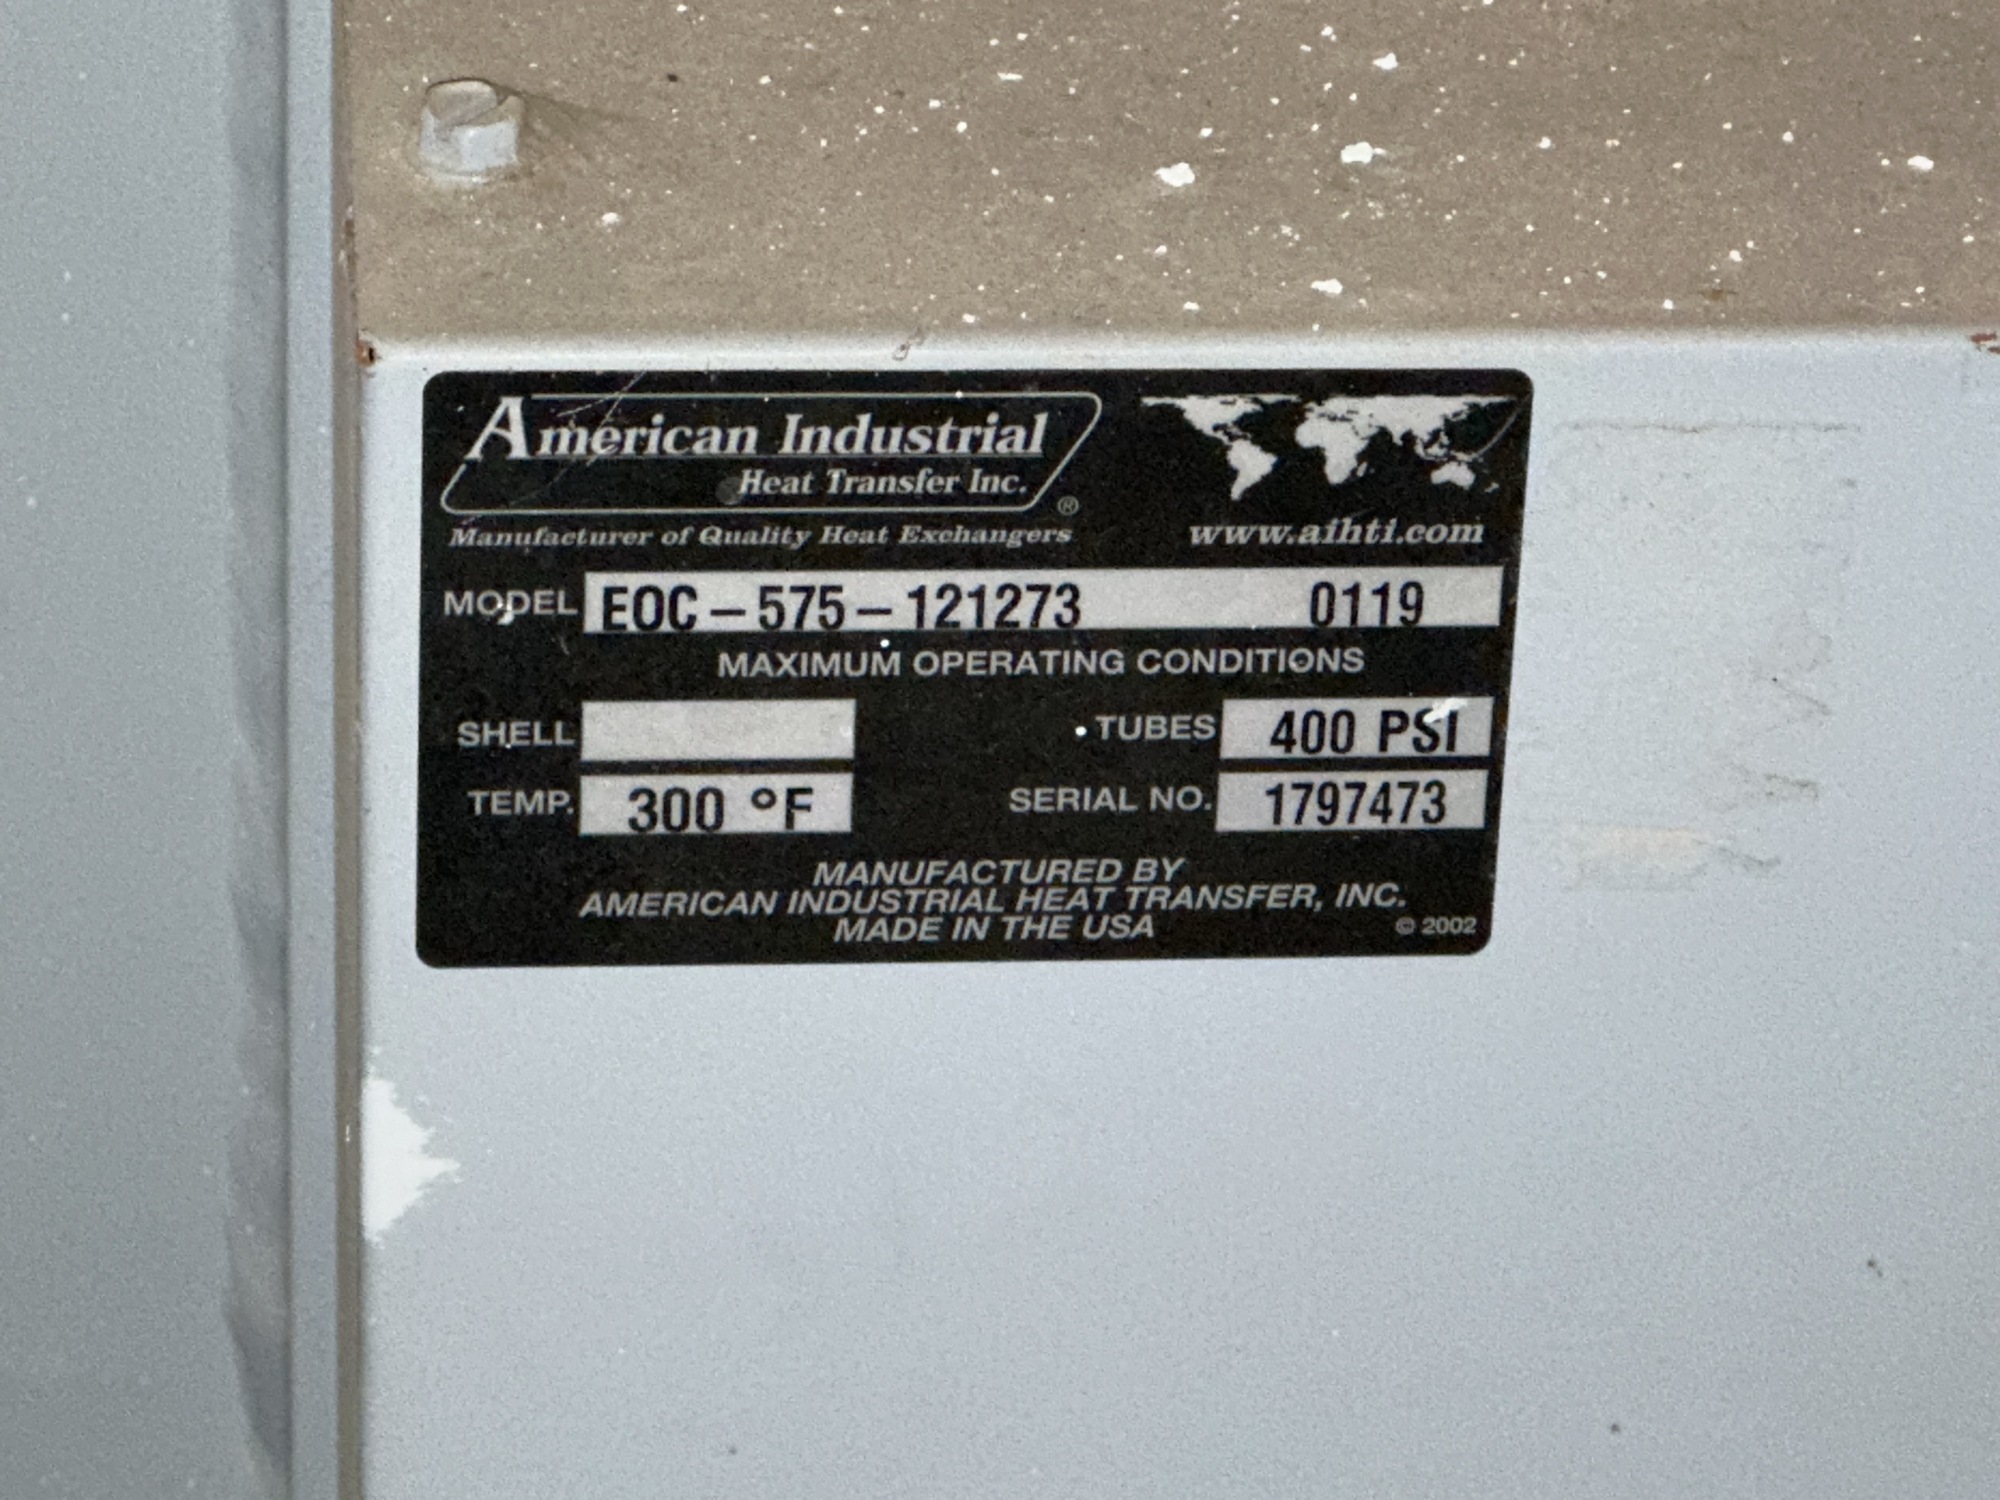 American Industrial
Heat Transfer Inc.
®
Manufacturer of Quality Heat Exchangers
www.aihti.com
MODEL EOC – 575 – 121273 0119
MAXIMUM OPERATING CONDITIONS
SHELL
TUBES 400 PSI
TEMP. 300 °F
SERIAL NO. 1797473
MANUFACTURED BY
AMERICAN INDUSTRIAL HEAT TRANSFER, INC.
MADE IN THE USA
© 2002